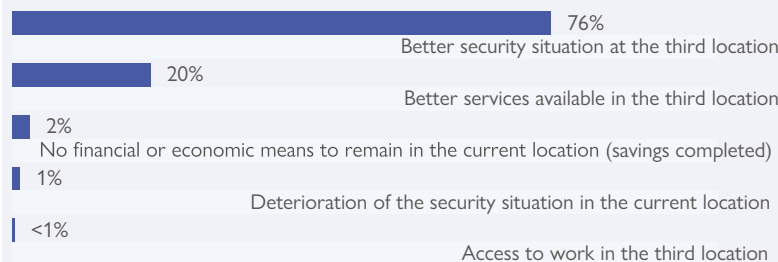 76%
Better security situation at the third location
20%
Better services available in the third location
2%
No financial or economic means to remain in the current location (savings completed)
1%
Deterioration of the security situation in the current location
<1%
Access to work in the third location